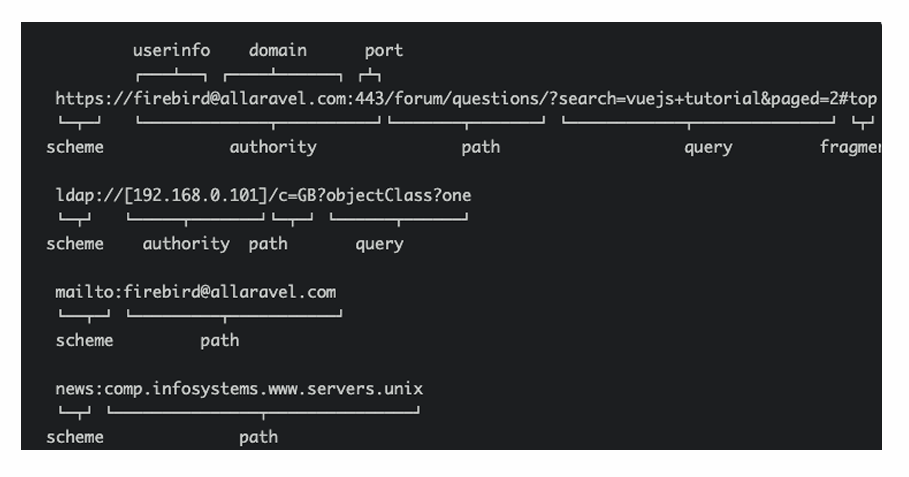 userinfo domain port
https://firebird@allaravel.com:443/forum/questions/?search=vuejs+tutorial&paged=2#top
scheme authority path query fragmen
ldap://[192.168.0.101]/c=GB?objectClass?one
scheme authority path query
mailto:firebird@allaravel.com
scheme path
news:comp.infosystems.www.servers.unix
scheme path